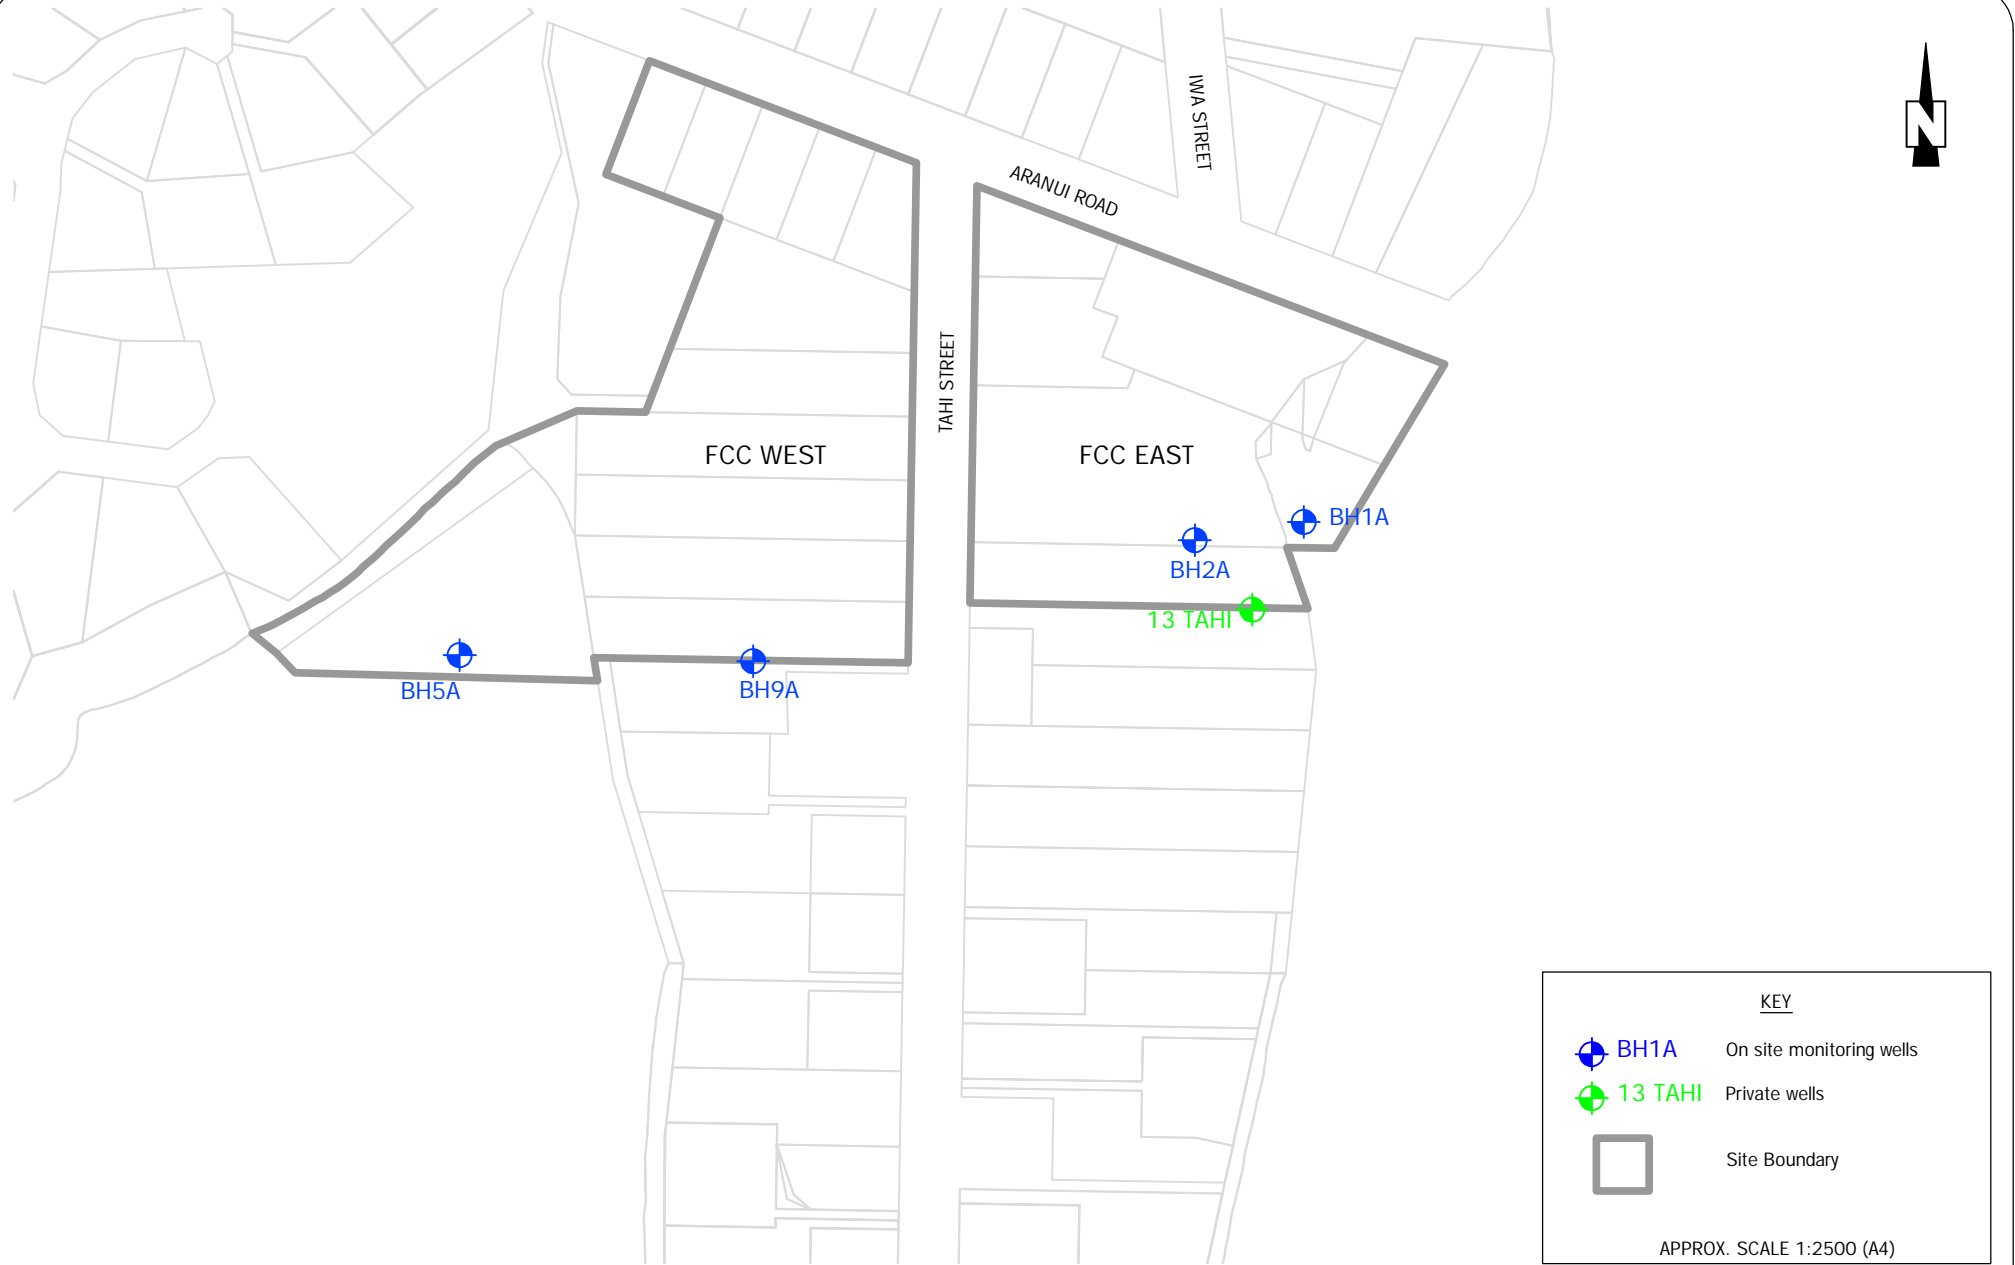 IWA STREET
N
ARANUI ROAD
TAHI STREET
FCC WEST
FCC EAST
BH1A
BH2A
13 TAHI
BH5A
BH9A
KEY
BH1A On site monitoring wells
13 TAHI Private wells
Site Boundary
APPROX. SCALE 1:2500 (A4)